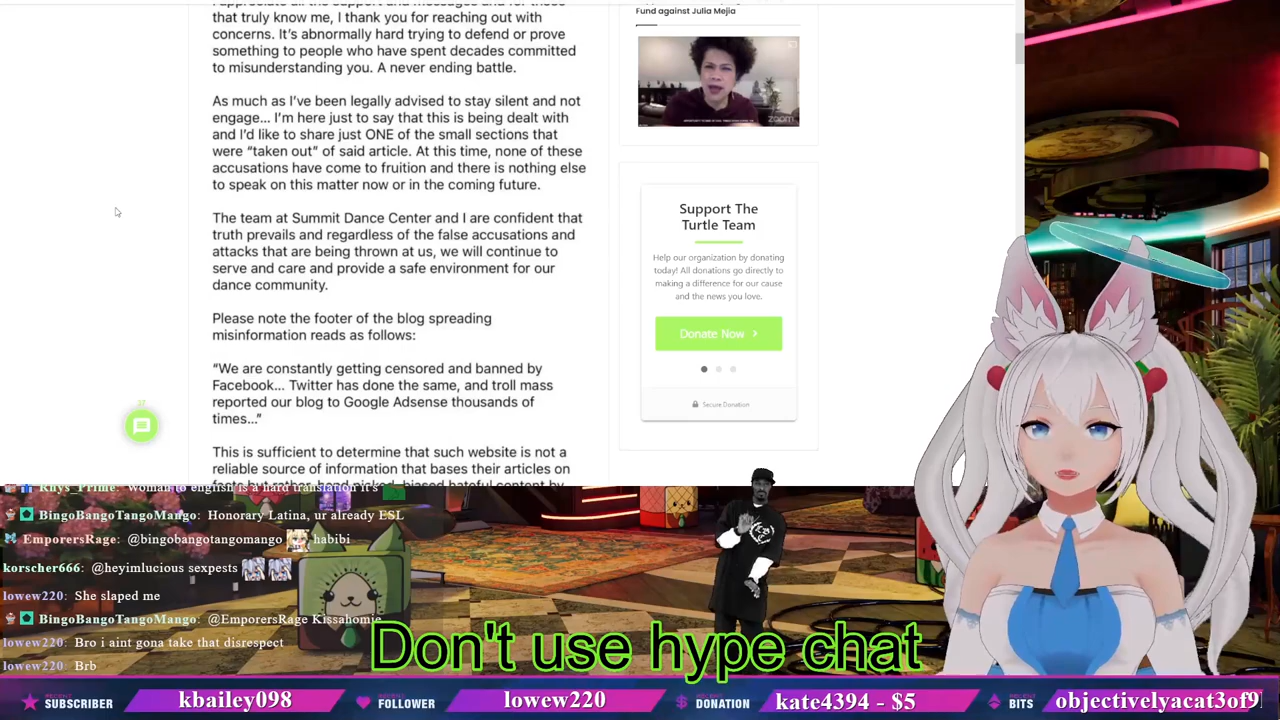 that truly know me, I thank you for reaching out with
concerns. It's abnormally hard trying to defend or prove
something to people who have spent decades committed
to misunderstanding you. A never ending battle.
As much as I've been legally advised to stay silent and not
engage... I'm here just to say that this is being dealt with
and I'd like to share just ONE of the small sections that
were “taken out” of said article. At this time, none of these
accusations have come to fruition and there is nothing else
to speak on this matter now or in the coming future.
The team at Summit Dance Center and I are confident that
truth prevails and regardless of the false accusations and
attacks that are being thrown at us, we will continue to
serve and care and provide a safe environment for our
dance community.
Please note the footer of the blog spreading
misinformation reads as follows:
“We are constantly getting censored and banned by
Facebook... Twitter has done the same, and troll mass
reported our blog to Google Adsense thousands of
times...”
This is sufficient to determine that such website is not a
reliable source of information that bases their articles on
Fund against Julia Mejia
zoom
Support The
Turtle Team
Help our organization by donating
today! All donations go directly to
making a difference for our cause
and the news you love.
Donate Now
Secure Donation
37
woman to english is a hard translation it's
BingoBangoTangoMango: Honorary Latina, ur already ESL
EmporersRage: @bingobangotangomango habibi
korscher666: @heyimlucious sexpests
lowew220: She slaped me
BingoBangoTangoMango: @EmporersRage Kissahomie
lowew220: Bro i aint gona take that disrespect
lowew220: Brb
Don't use hype chat
RECENT SUBSCRIBER kbailey098
RECENT FOLLOWER lowew220
RECENT DONATION kate4394 - $5
RECENT BITS objectivelyacat3of9